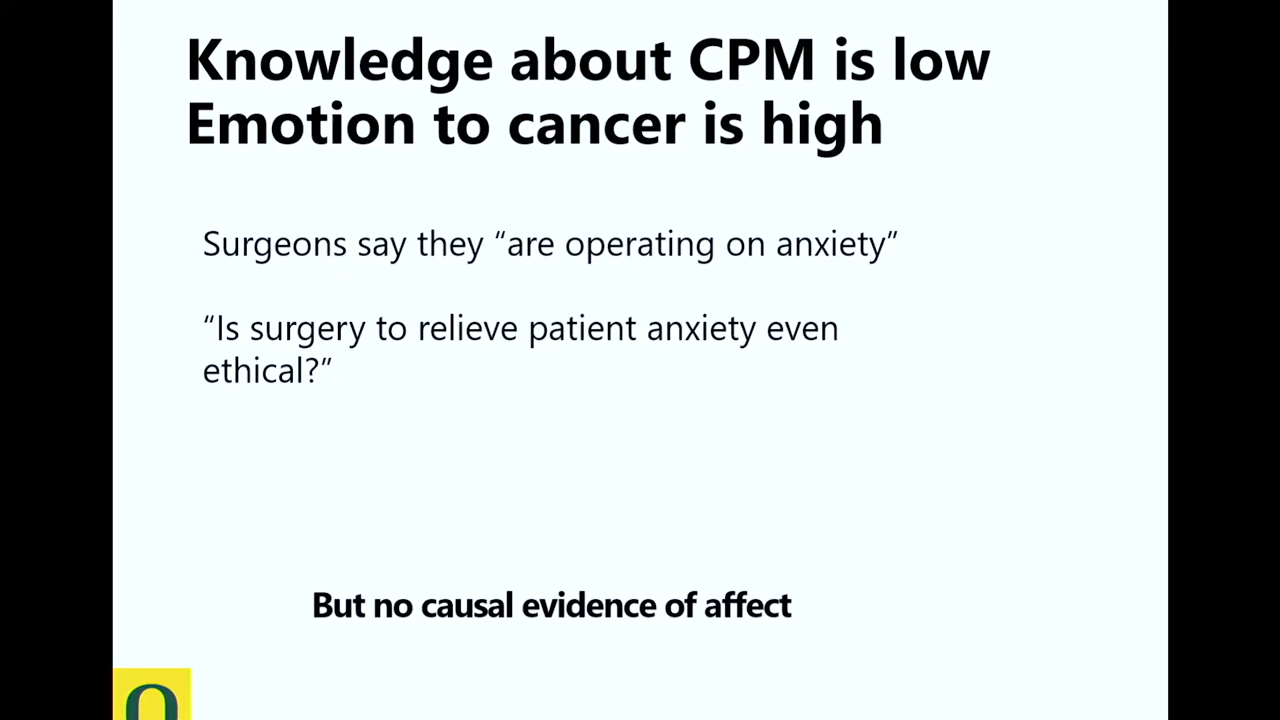 Knowledge about CPM is low
Emotion to cancer is high
Surgeons say they “are operating on anxiety”
“Is surgery to relieve patient anxiety even
ethical?”
But no causal evidence of affect
O